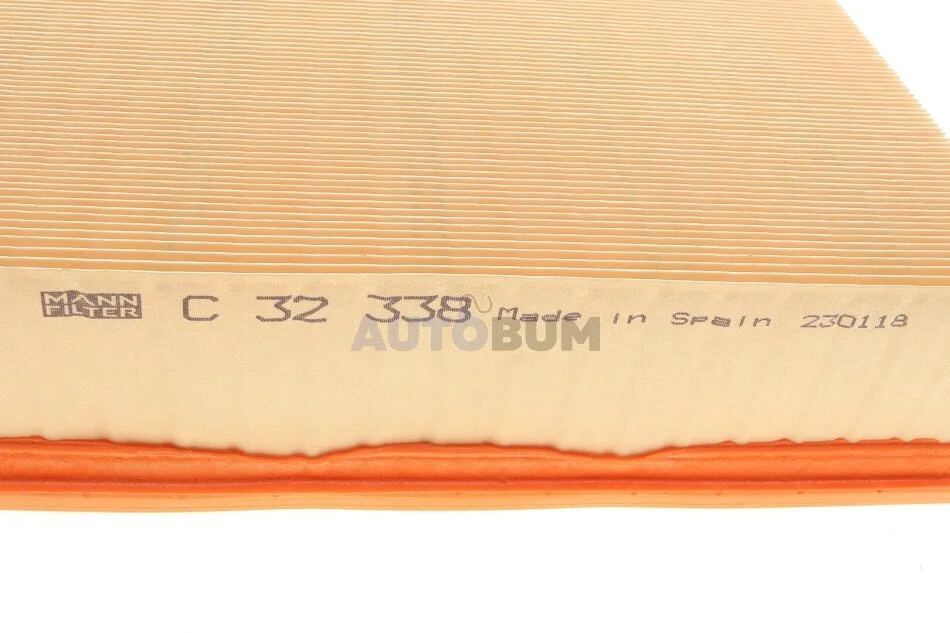 MANN
FILTER
C 32 338 Made in Spain 230118
AUTOBUM